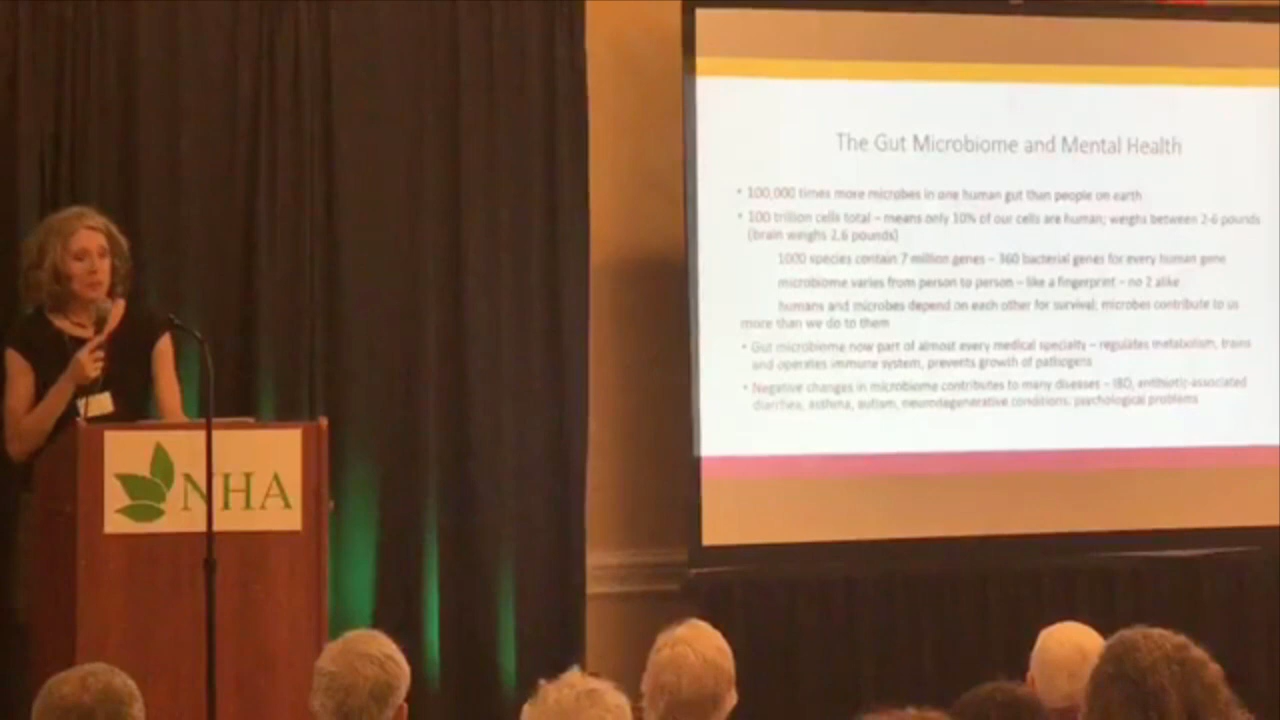 NHA
The Gut Microbiome and Mental Health
• 100,000 times more microbes in one human gut than people on earth
• 100 trillion cells total – means only 10% of our cells are human; weighs between 2-6 pounds
(brain weighs 2.6 pounds)
1000 species contain 7 million genes – 360 bacterial genes for every human gene
microbiome varies from person to person – like a fingerprint – no 2 alike
humans and microbes depend on each other for survival; microbes contribute to us
more than we do to them
• Gut microbiome now part of almost every medical specialty – regulates metabolism, trains
and operates immune system, prevents growth of pathogens
• Negative changes in microbiome contributes to many diseases – IBD, antibiotic-associated
diarrhea, asthma, autism, neurodegenerative conditions, psychological problems